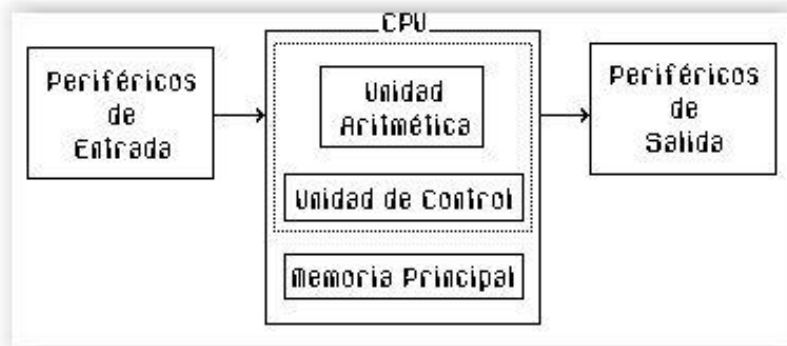 CPU
Periféricos
de
Entrada
Unidad
Aritmética
Unidad de Control
Memoria Principal
Periféricos
de
Salida